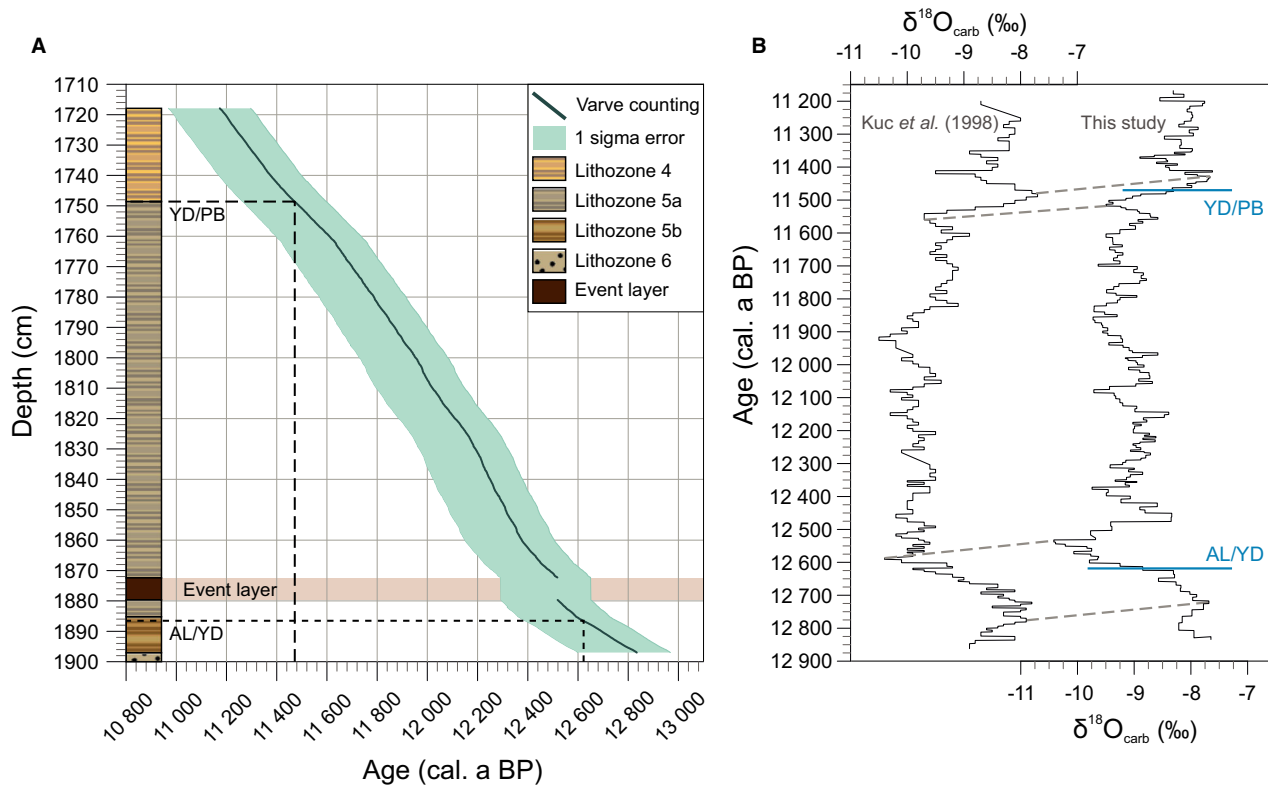 A
Depth (cm)
1710
1720
1730
1740
1750
1760
1770
1780
1790
1800
1810
1820
1830
1840
1850
1860
1870
1880
1890
1900
YD/PB
Event layer
AL/YD
Varve counting
1 sigma error
Lithozone 4
Lithozone 5a
Lithozone 5b
Lithozone 6
Event layer
10 800
11 000
11 200
11 400
11 600
11 800
12 000
12 200
12 400
12 600
12 800
13 000
Age (cal. a BP)
B
δ¹⁸Ocarb (‰)
-11 -10 -9 -8 -7
Age (cal. a BP)
11 200
11 300
11 400
11 500
11 600
11 700
11 800
11 900
12 000
12 100
12 200
12 300
12 400
12 500
12 600
12 700
12 800
12 900
Kuc et al. (1998)
This study
YD/PB
AL/YD
-11 -10 -9 -8 -7
δ¹⁸Ocarb (‰)